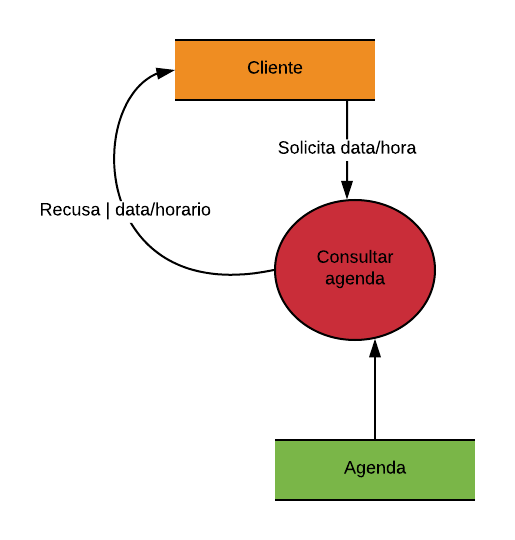 Cliente
Solicita data/hora
Recusa | data/horario
Consultar
agenda
Agenda